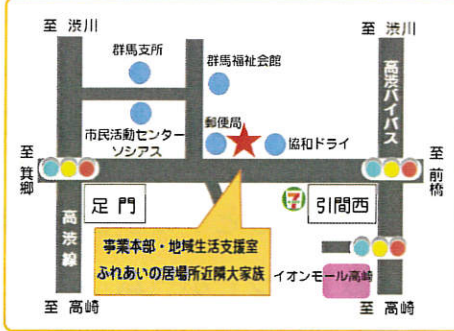 至 渋川
至 渋川
群馬支所
群馬福祉会館
高渋バイパス
郵便局
市民活動センター
ソシアス
協和ドライ
至 箕郷
至 前橋
足門
7
引間西
高渋線
事業本部・地域生活支援室
ふれあいの居場所近隣大家族
イオンモール高崎
至 高崎
至 高崎